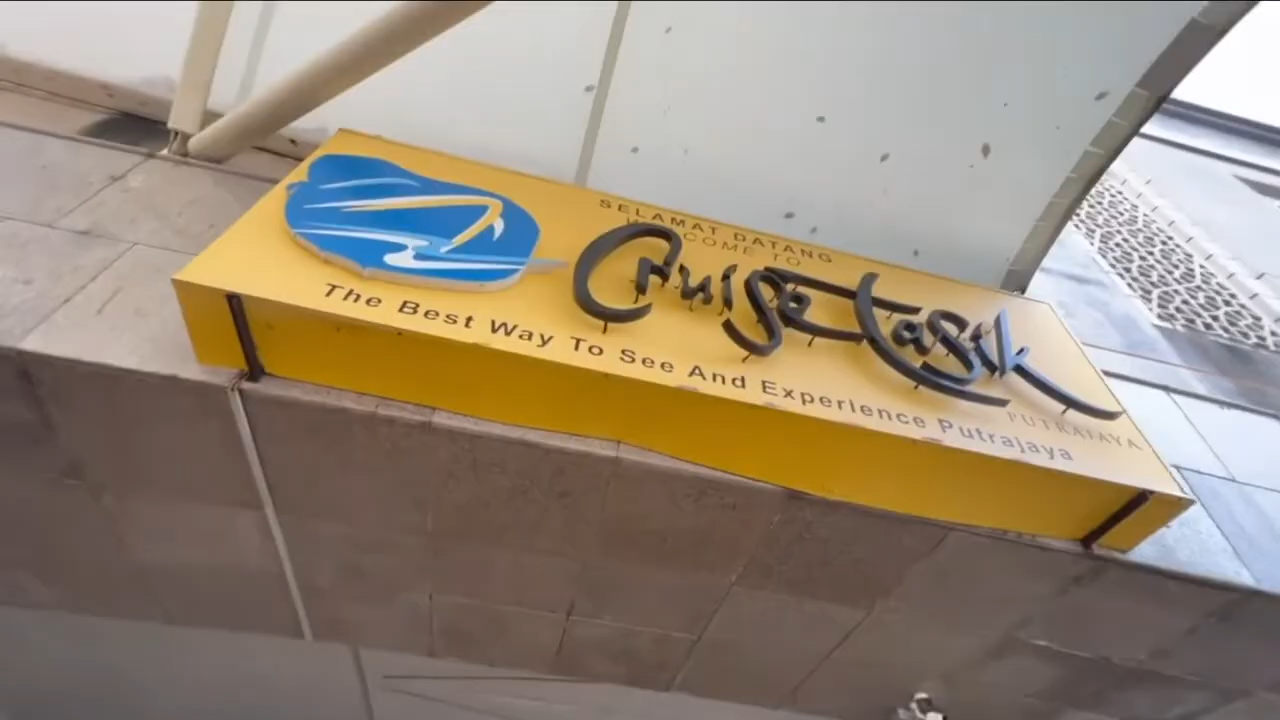 SELAMAT DATANG
WELCOME TO
Cruise Tasik
PUTRAJAYA
The Best Way To See And Experience Putrajaya